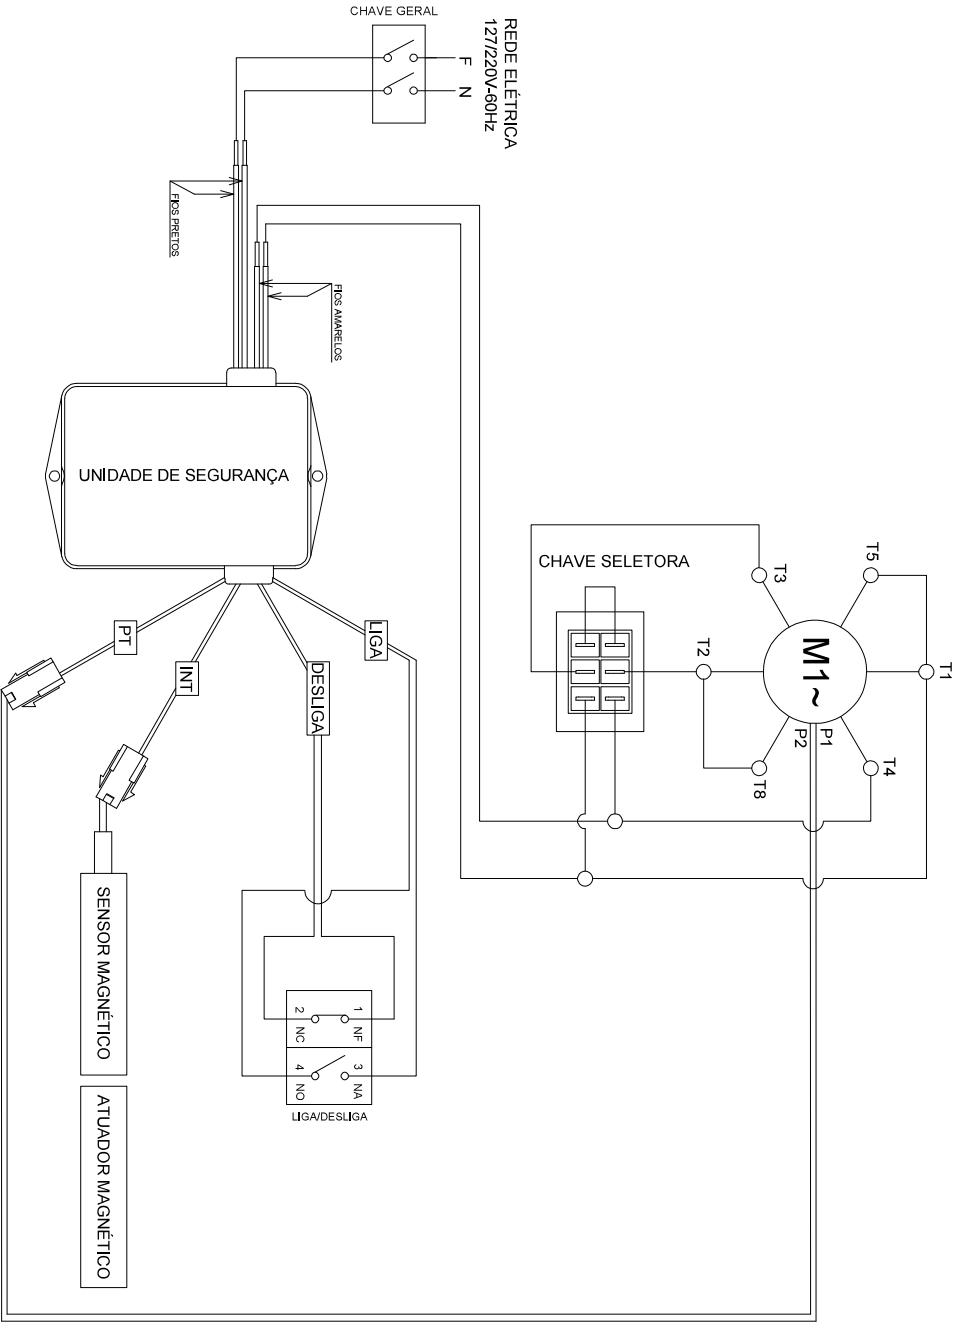 CHAVE GERAL
REDE ELÉTRICA
127/220V-60Hz
F
N
FIOS PRETOS
FIOS AMARELOS
UNIDADE DE SEGURANÇA
CHAVE SELETORA
T5
T3
T1
T2
M1~
P1
P2
T4
T8
LIGA
PT
INT
DESLIGA
SENSOR MAGNÉTICO
ATUADOR MAGNÉTICO
2 1
NC NF
4 3
NO NA
LIGA/DESLIGA